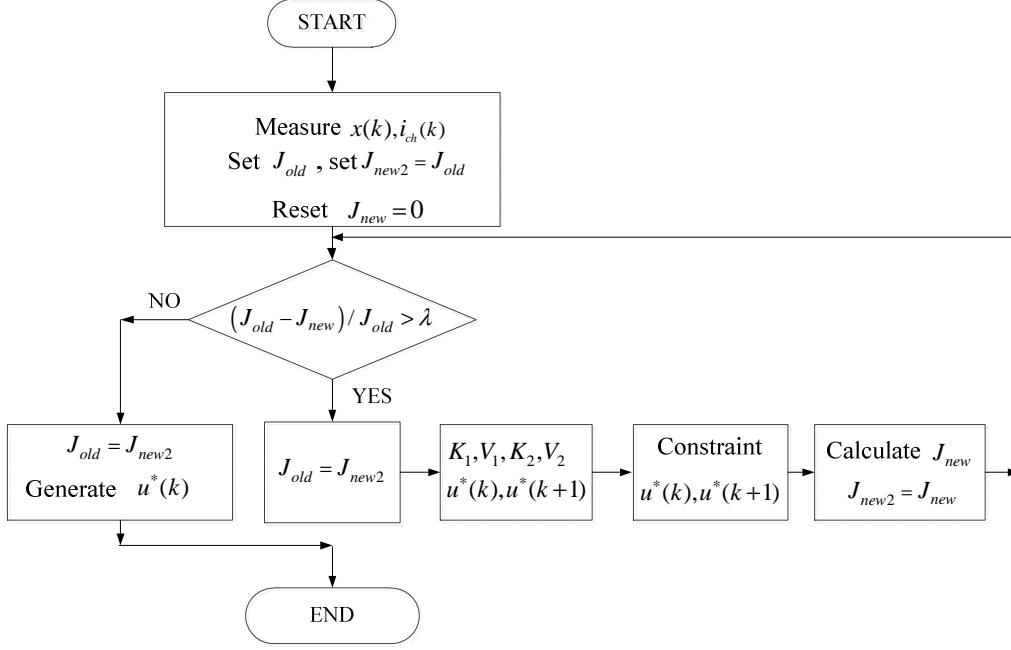 START
Measure x(k),i_ch(k)
Set J_old , set J_new2 = J_old
Reset J_new = 0
NO
(J_old − J_new) / J_old > λ
YES
J_old = J_new2
Generate u*(k)
J_old = J_new2
K_1,V_1,K_2,V_2
u*(k),u*(k+1)
Constraint
u*(k),u*(k+1)
Calculate J_new
J_new2 = J_new
END